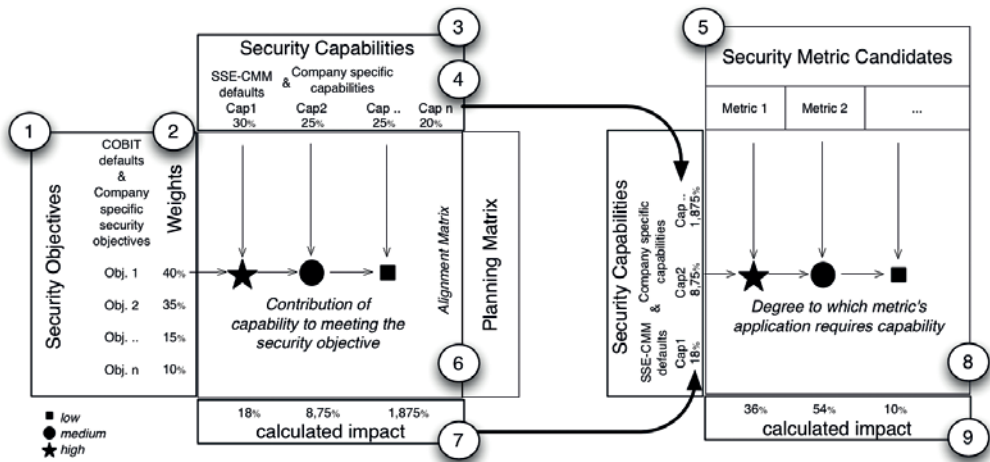 3
Security Capabilities
4
SSE-CMM defaults & Company specific capabilities
Cap1 Cap2 Cap .. Cap n
30% 25% 25% 20%
1
2
COBIT
defaults
&
Company
specific
security
objectives
Security Objectives
Weights
Obj. 1 40%
Obj. 2 35%
Obj. .. 15%
Obj. n 10%
Contribution of
capability to meeting the
security objective
Alignment Matrix
Planning Matrix
6
18% 8,75% 1,875%
calculated impact
7
low
medium
high
5
Security Metric Candidates
Metric 1 Metric 2 ...
Security Capabilities
SSE-CMM defaults & Company specific capabilities
Cap1 Cap2 Cap ..
18% 8,75% 1,875%
Degree to which metric's
application requires capability
8
36% 54% 10%
calculated impact
9